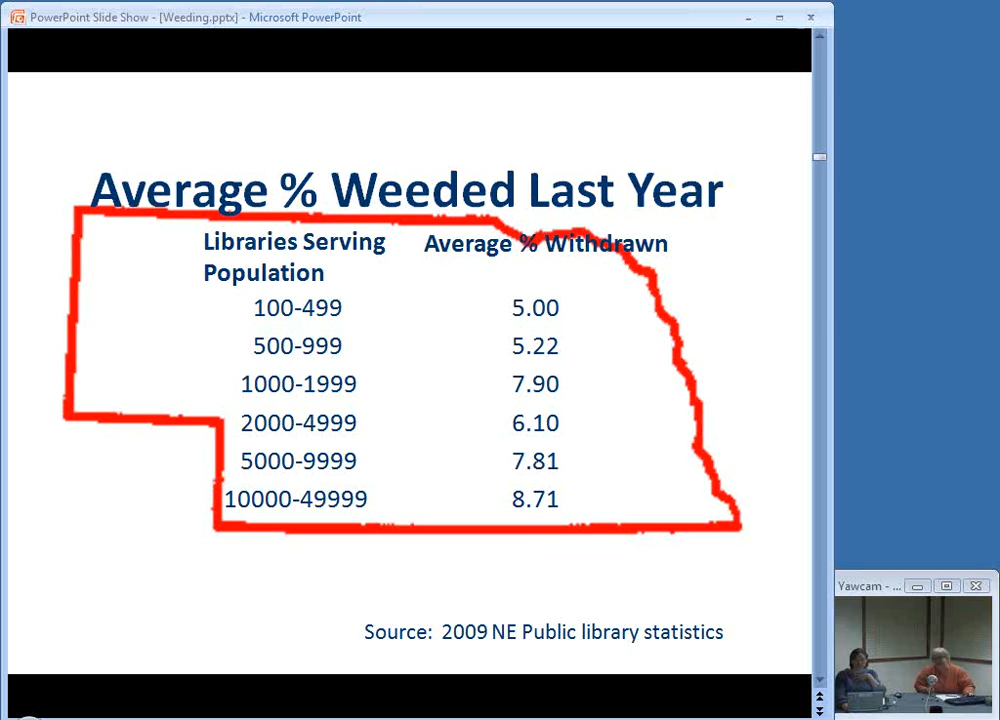 PowerPoint Slide Show - [Weeding.pptx] - Microsoft PowerPoint
Average % Weeded Last Year
Libraries Serving Population Average % Withdrawn
100-499 5.00
500-999 5.22
1000-1999 7.90
2000-4999 6.10
5000-9999 7.81
10000-49999 8.71
Source: 2009 NE Public library statistics
Yawcam - ...